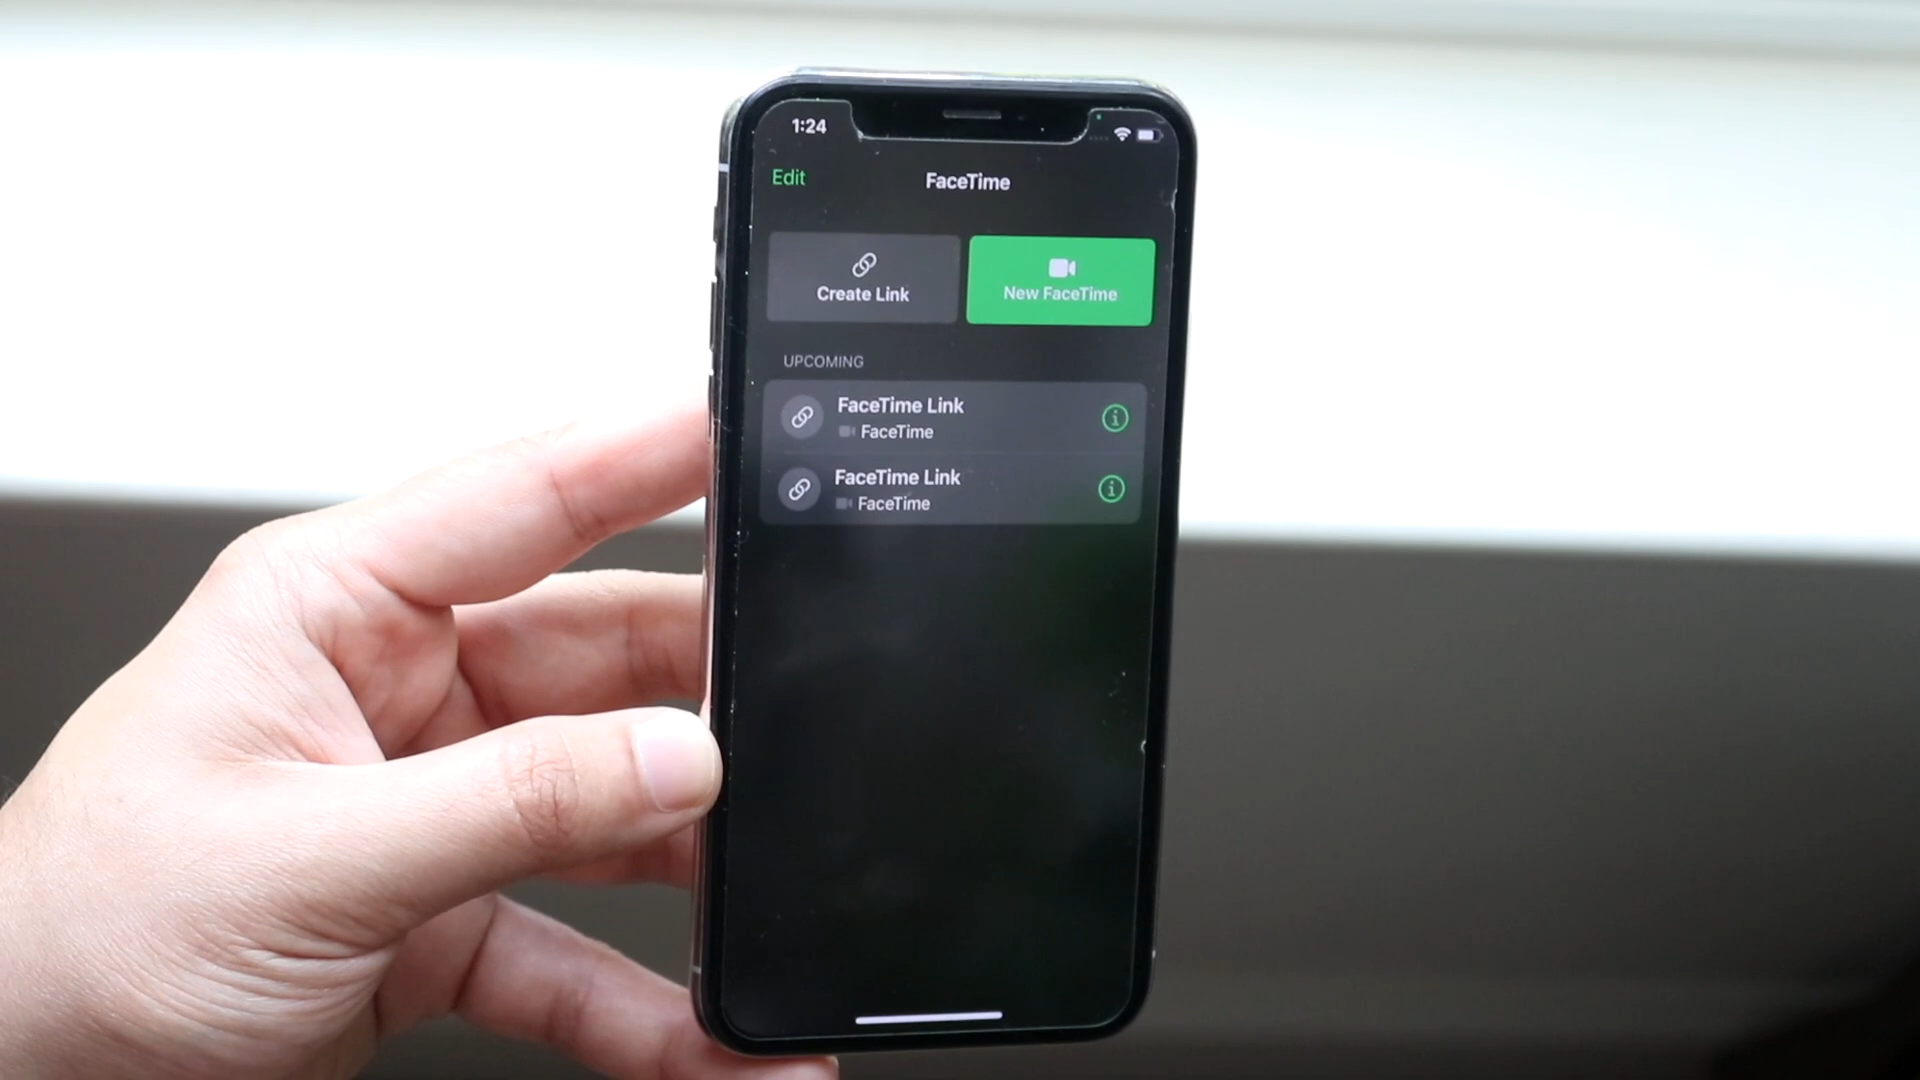 1:24
Edit
FaceTime
Create Link
New FaceTime
UPCOMING
FaceTime Link
FaceTime
FaceTime Link
FaceTime